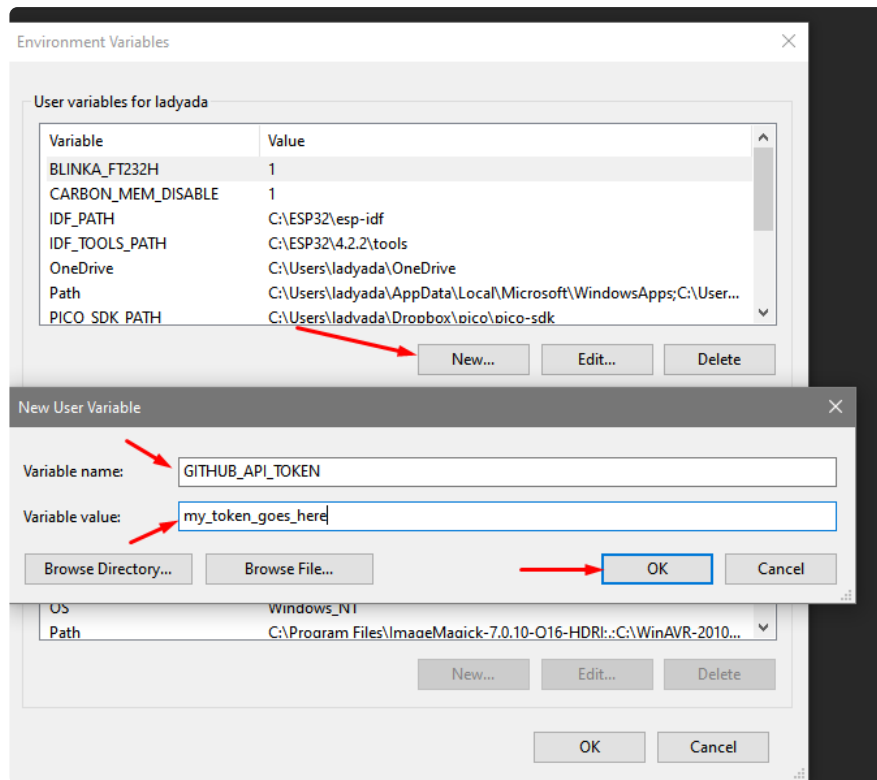 Environment Variables
User variables for ladyada
Variable Value
BLINKA_FT232H 1
CARBON_MEM_DISABLE 1
IDF_PATH C:\ESP32\esp-idf
IDF_TOOLS_PATH C:\ESP32\4.2.2\tools
OneDrive C:\Users\ladyada\OneDrive
Path C:\Users\ladyada\AppData\Local\Microsoft\WindowsApps;C:\User...
PICO_SDK_PATH C:\Users\ladyada\Dropbox\pico\pico-sdk
New... Edit... Delete
New User Variable
Variable name: GITHUB_API_TOKEN
Variable value: my_token_goes_here
Browse Directory... Browse File... OK Cancel
OS Windows_NT
Path C:\Program Files\ImageMagick-7.0.10-Q16-HDRI;.;C:\WinAVR-2010...
New... Edit... Delete
OK Cancel